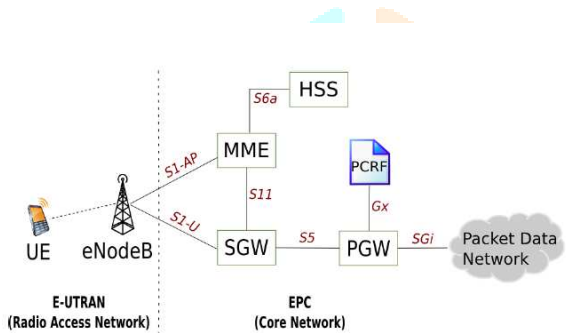 HSS
S6a
MME
PCRF
S1-AP
S11
Gx
S1-U
UE
eNodeB
SGW
S5
PGW
SGi
Packet Data
Network
E-UTRAN
(Radio Access Network)
EPC
(Core Network)